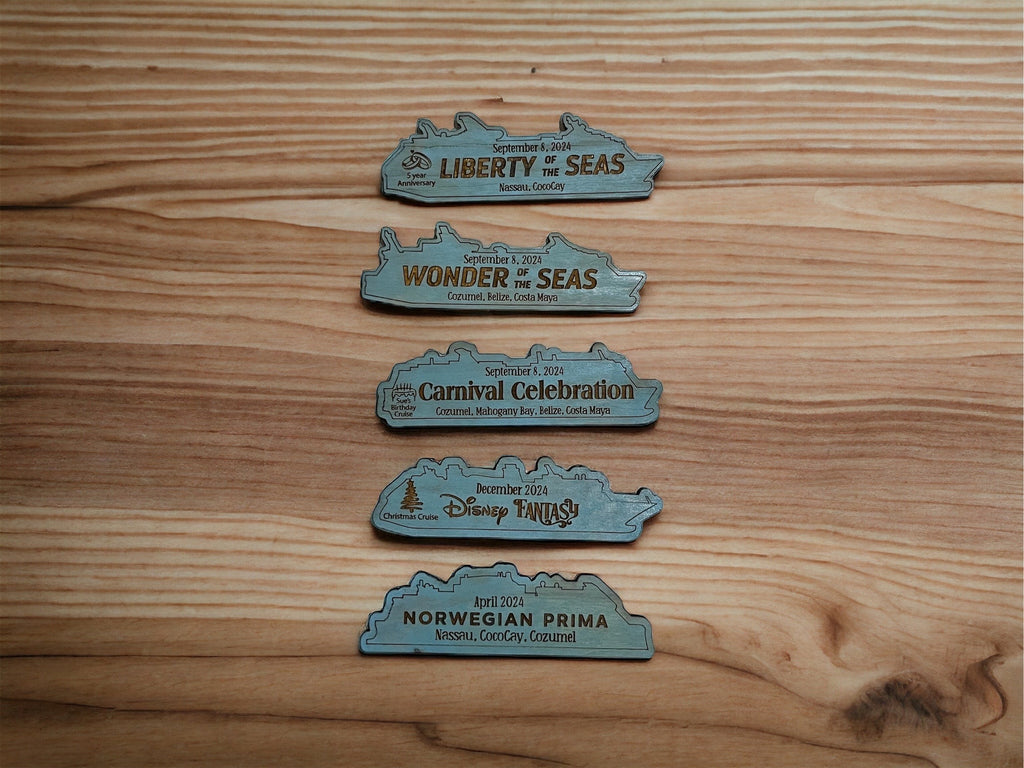 September 8, 2024
LIBERTY OF THE SEAS
5 year
Anniversary
Nassau, CocoCay
September 8, 2024
WONDER OF THE SEAS
Cozumel, Belize, Costa Maya
September 8, 2024
Carnival Celebration
Sue's
Birthday
Cruise
Cozumel, Mahogany Bay, Belize, Costa Maya
December 2024
Disney Fantasy
Christmas Cruise
April 2024
NORWEGIAN PRIMA
Nassau, CocoCay, Cozumel